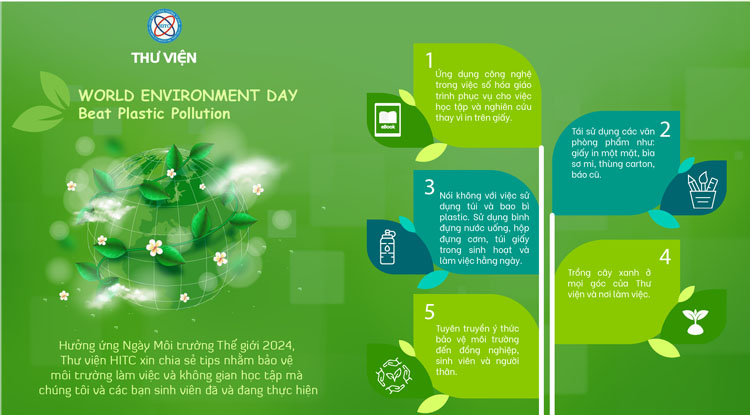 HITC
THƯ VIỆN
WORLD ENVIRONMENT DAY
Beat Plastic Pollution
Hưởng ứng Ngày Môi trường Thế giới 2024,
Thư viện HITC xin chia sẻ tips nhằm bảo vệ
môi trường làm việc và không gian học tập mà
chúng tôi và các bạn sinh viên đã và đang thực hiện
1
Ứng dụng công nghệ
trong việc số hóa giáo
trình phục vụ cho việc
học tập và nghiên cứu
thay vì in trên giấy.
eBook
2
Tái sử dụng các văn
phòng phẩm như:
giấy in một mặt, bìa
sơ mi, thùng carton,
báo cũ.
3
Nói không với việc sử
dụng túi và bao bì
plastic. Sử dụng bình
đựng nước uống, hộp
đựng cơm, túi giấy
trong sinh hoạt và
làm việc hằng ngày.
4
Trồng cây xanh ở
mọi góc của Thư
viện và nơi làm việc.
5
Tuyên truyền ý thức
bảo vệ môi trường
đến đồng nghiệp,
sinh viên và người
thân.